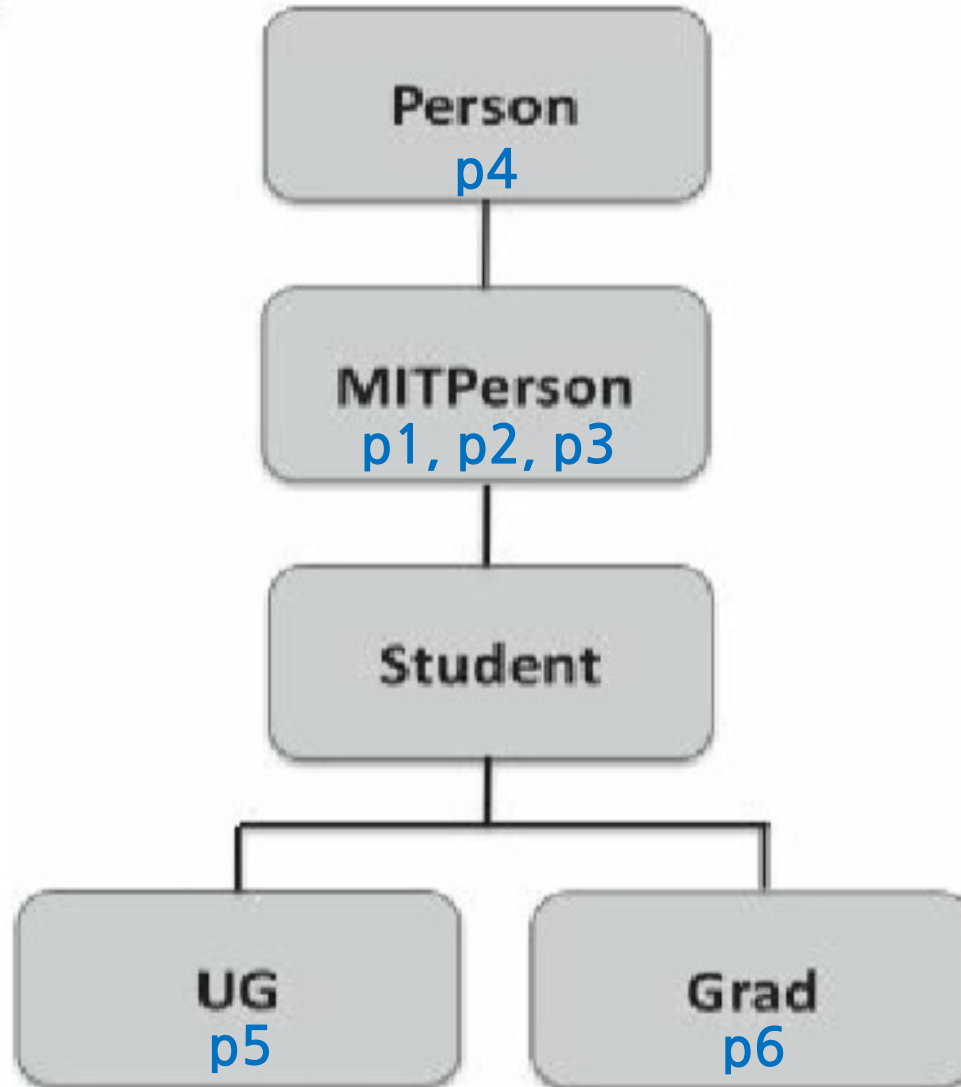 Person
p4
MITPerson
p1, p2, p3
Student
UG
p5
Grad
p6